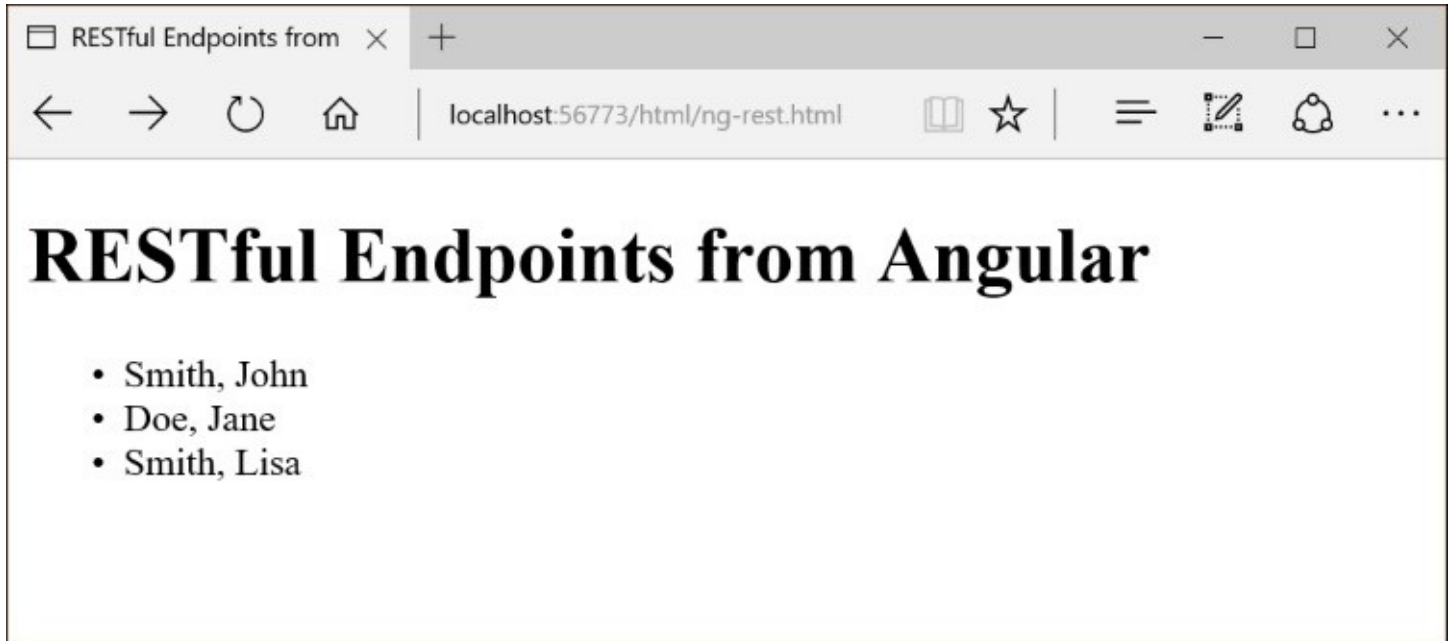 RESTful Endpoints from
localhost:56773/html/ng-rest.html
RESTful Endpoints from Angular
• Smith, John
• Doe, Jane
• Smith, Lisa